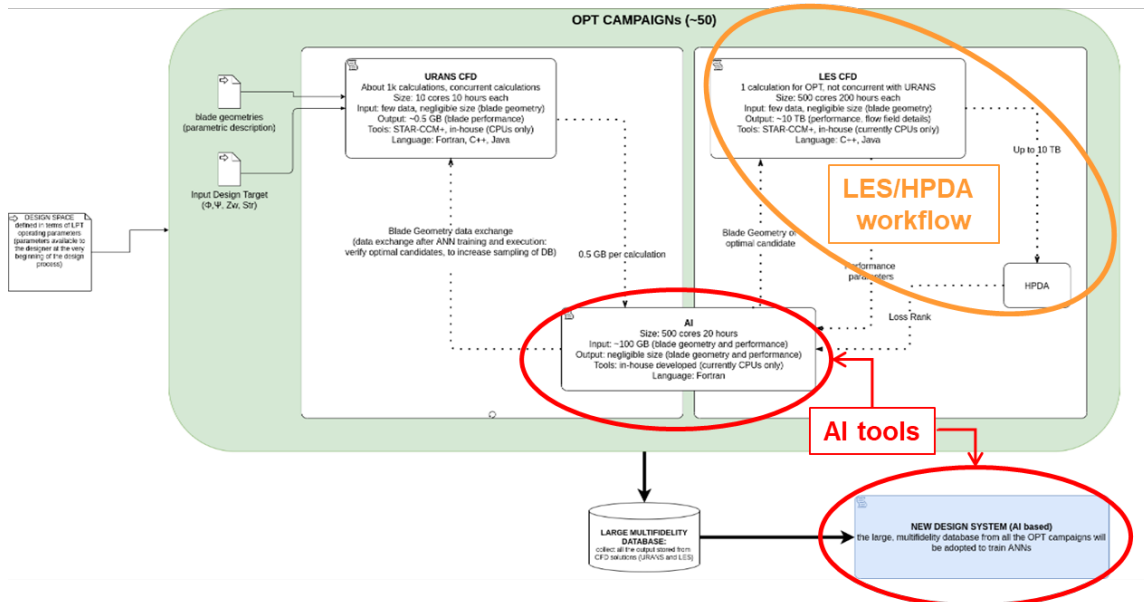 OPT CAMPAIGNs (~50)
blade geometries
(parametric description)
Input Design Target
(Φ,Ψ, Zw, Str)
DESIGN SPACE
defined in terms of LPT
operating parameters
(parameters available to
the designer at the very
beginning of the design
process)
URANS CFD
About 1k calculations, concurrent calculations
Size: 10 cores 10 hours each
Input: few data, negligible size (blade geometry)
Output: ~0.5 GB (blade performance)
Tools: STAR-CCM+, in-house (CPUs only)
Language: Fortran, C++, Java
Blade Geometry data exchange
(data exchange after ANN training and execution:
verify optimal candidates, to increase sampling of DB)
0.5 GB per calculation
LES CFD
1 calculation for OPT, not concurrent with URANS
Size: 500 cores 200 hours each
Input: few data, negligible size (blade geometry)
Output: ~10 TB (performance. flow field details)
Tools: STAR-CCM+, in-house (currently CPUs only)
Language: C++, Java
Up to 10 TB
LES/HPDA
workflow
Blade Geometry of
optimal candidate
Performance
parameters
HPDA
Loss Rank
AI
Size: 500 cores 20 hours
Input: ~100 GB (blade geometry and performance)
Output: negligible size (blade geometry and performance)
Tools: in-house developed (currently CPUs only)
Language: Fortran
AI tools
LARGE MULTIFIDELITY
DATABASE:
collect all the output stored from
CFD solutions (URANS and LES)
NEW DESIGN SYSTEM (AI based)
the large, multifidelity database from all the OPT campaigns will
be adopted to train ANNs